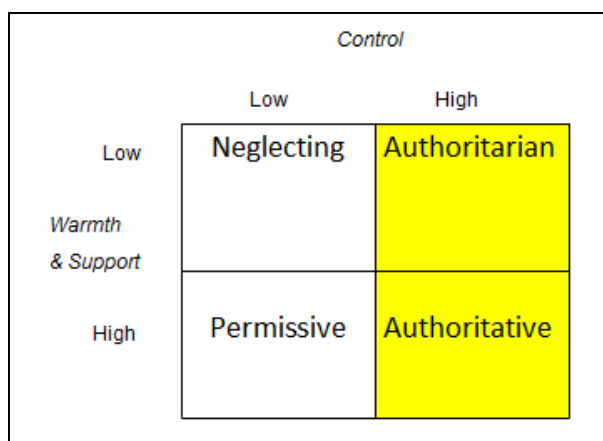 Control
Low High
Low Neglecting Authoritarian
Warmth
& Support
High Permissive Authoritative